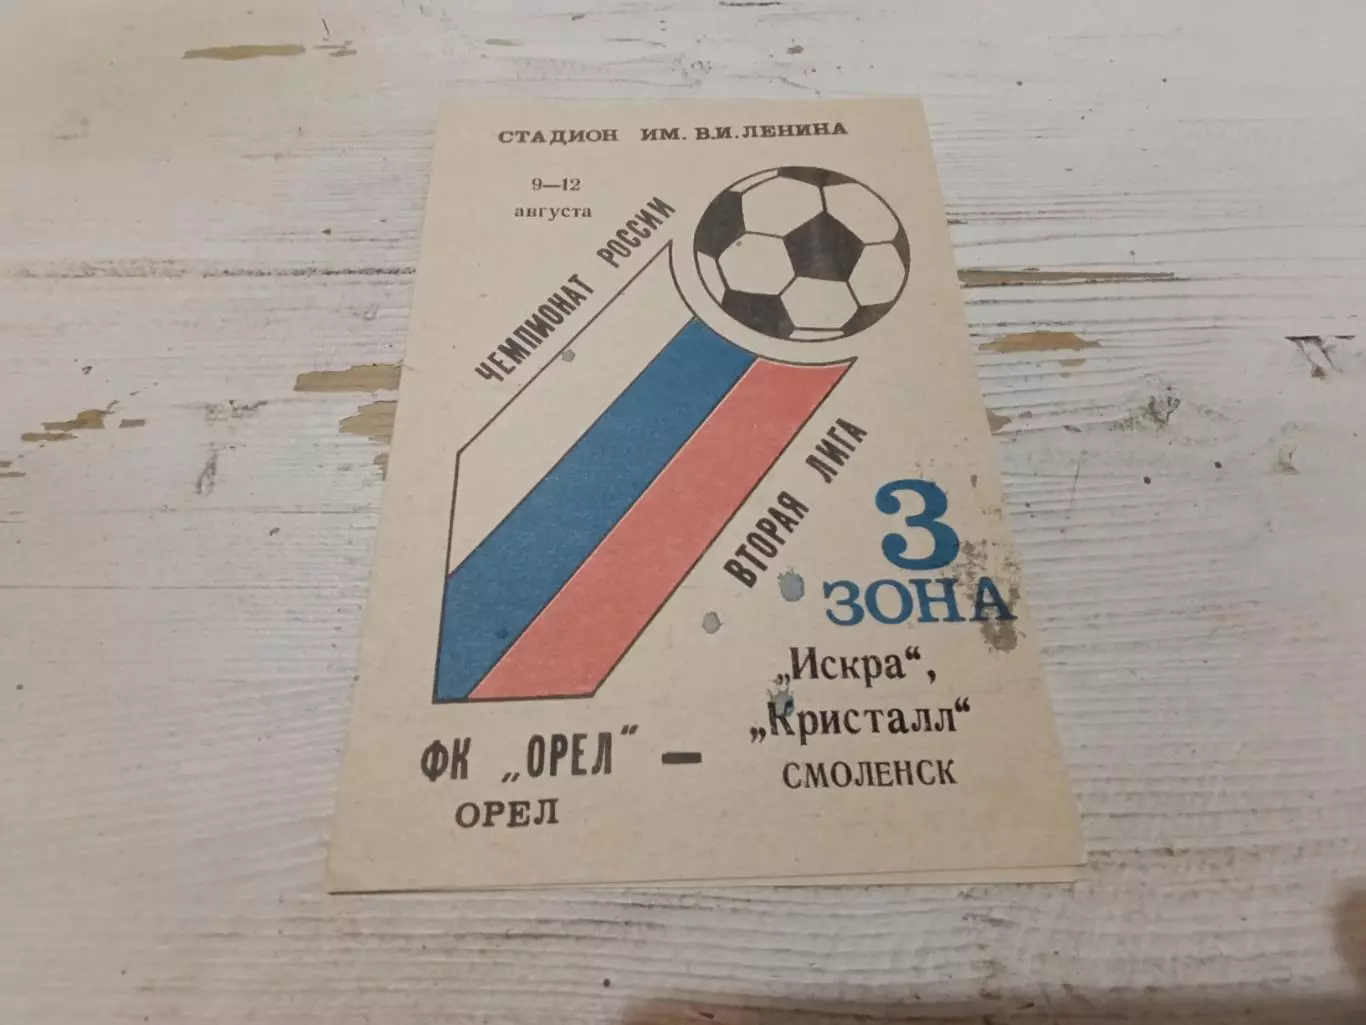 СТАДИОН ИМ. В.И. ЛЕНИНА
9—12
августа
ЧЕМПИОНАТ РОССИИ
ВТОРАЯ ЛИГА
3
ЗОНА
„Искра“,
„Кристалл“
СМОЛЕНСК
ФК „ОРЕЛ“ —
ОРЕЛ